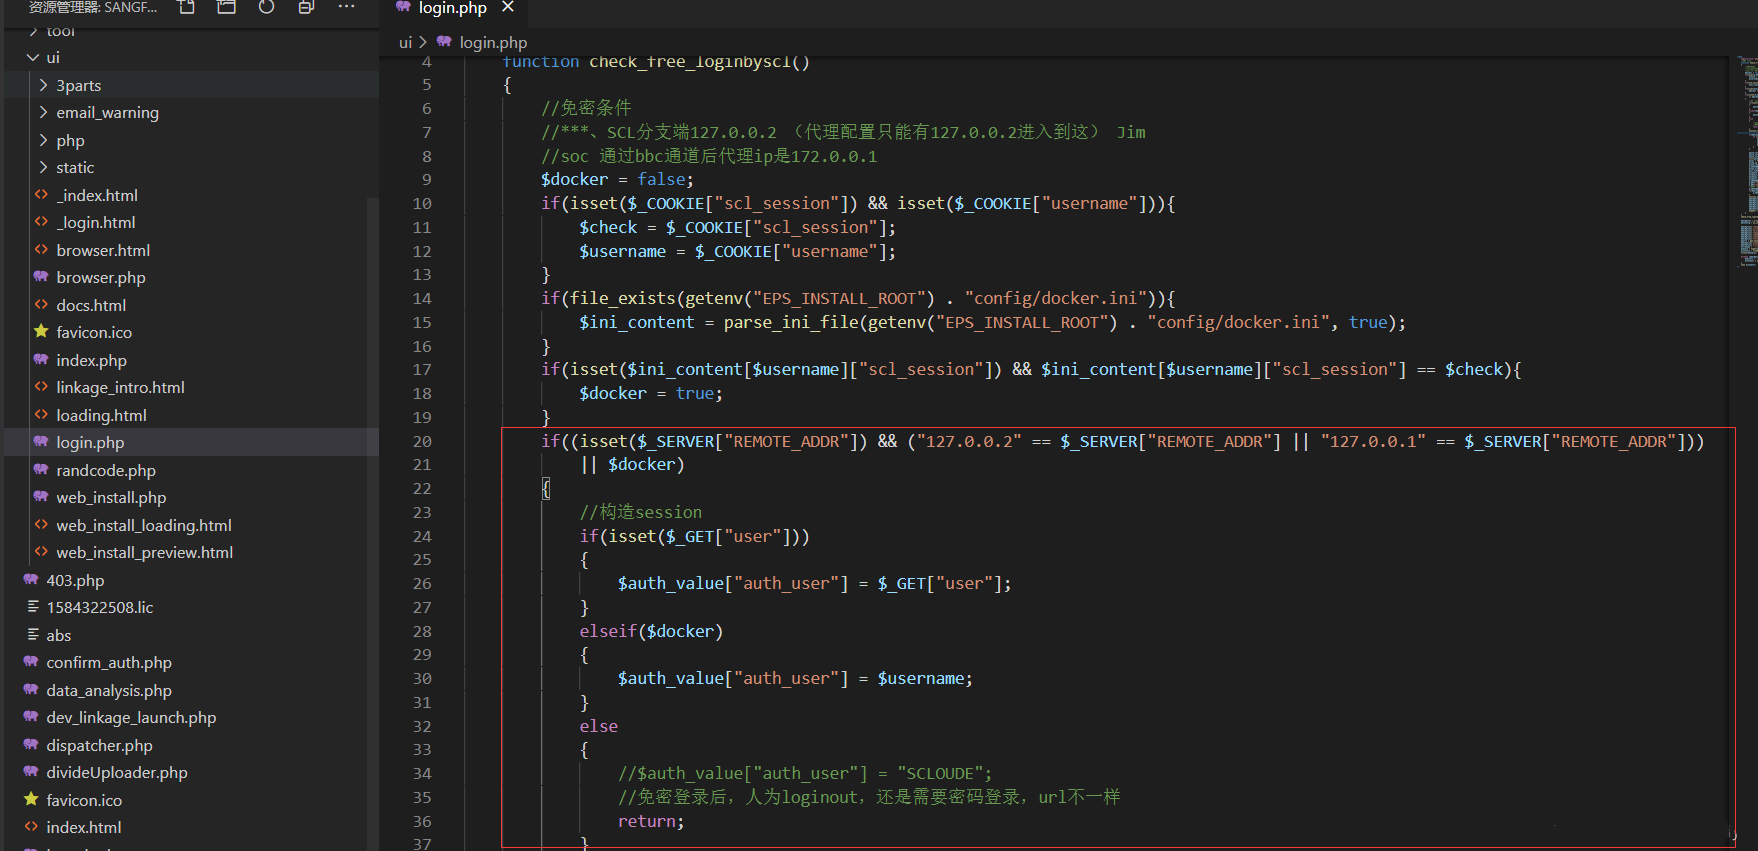 资源管理器: SANGF...
tool
ui
3parts
email_warning
php
static
_index.html
_login.html
browser.html
browser.php
docs.html
favicon.ico
index.php
linkage_intro.html
loading.html
login.php
randcode.php
web_install.php
web_install_loading.html
web_install_preview.html
403.php
1584322508.lic
abs
confirm_auth.php
data_analysis.php
dev_linkage_launch.php
dispatcher.php
divideUploader.php
favicon.ico
index.html
login.php
ui > login.php
4 function check_free_loginbyscl()
5 {
6 //免密条件
7 //***、SCL分支端127.0.0.2 （代理配置只能有127.0.0.2进入到这） Jim
8 //soc 通过bbc通道后代理ip是172.0.0.1
9 $docker = false;
10 if(isset($_COOKIE["scl_session"]) && isset($_COOKIE["username"])){
11 $check = $_COOKIE["scl_session"];
12 $username = $_COOKIE["username"];
13 }
14 if(file_exists(getenv("EPS_INSTALL_ROOT") . "config/docker.ini")){
15 $ini_content = parse_ini_file(getenv("EPS_INSTALL_ROOT") . "config/docker.ini", true);
16 }
17 if(isset($ini_content[$username]["scl_session"]) && $ini_content[$username]["scl_session"] == $check){
18 $docker = true;
19 }
20 if((isset($_SERVER["REMOTE_ADDR"]) && ("127.0.0.2" == $_SERVER["REMOTE_ADDR"] || "127.0.0.1" == $_SERVER["REMOTE_ADDR"]))
21 || $docker)
22 {
23 //构造session
24 if(isset($_GET["user"]))
25 {
26 $auth_value["auth_user"] = $_GET["user"];
27 }
28 elseif($docker)
29 {
30 $auth_value["auth_user"] = $username;
31 }
32 else
33 {
34 //$auth_value["auth_user"] = "SCLOUDE";
35 //免密登录后，人为loginout，还是需要密码登录，url不一样
36 return;
37 }